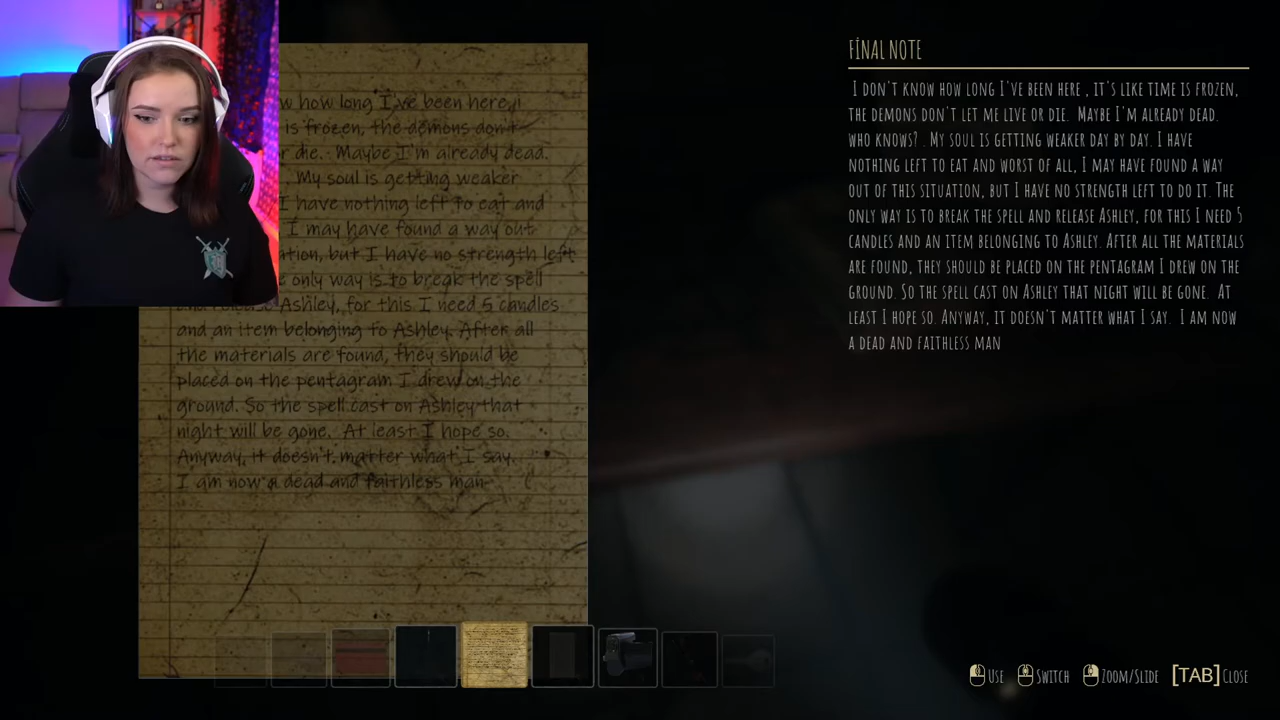 w how long I've been here,
is frozen, the demons don't
r die. Maybe I'm already dead.
. My soul is getting weaker
I have nothing left to eat and
I may have found a way out
ation, but I have no strength left
e only way is to break the spell
and release Ashley, for this I need 5 candles
and an item belonging to Ashley. After all
the materials are found, they should be
placed on the pentagram I drew on the
ground. So the spell cast on Ashley that
night will be gone. At least I hope so.
Anyway, it doesn't matter what I say.
I am now a dead and faithless man
FİNAL NOTE
I DON'T KNOW HOW LONG I'VE BEEN HERE , IT'S LIKE TIME IS FROZEN,
THE DEMONS DON'T LET ME LIVE OR DIE. MAYBE I'M ALREADY DEAD.
WHO KNOWS? . MY SOUL IS GETTING WEAKER DAY BY DAY. I HAVE
NOTHING LEFT TO EAT AND WORST OF ALL, I MAY HAVE FOUND A WAY
OUT OF THIS SITUATION, BUT I HAVE NO STRENGTH LEFT TO DO IT. THE
ONLY WAY IS TO BREAK THE SPELL AND RELEASE ASHLEY, FOR THIS I NEED 5
CANDLES AND AN ITEM BELONGING TO ASHLEY. AFTER ALL THE MATERIALS
ARE FOUND, THEY SHOULD BE PLACED ON THE PENTAGRAM I DREW ON THE
GROUND. SO THE SPELL CAST ON ASHLEY THAT NIGHT WILL BE GONE. AT
LEAST I HOPE SO. ANYWAY, IT DOESN'T MATTER WHAT I SAY. I AM NOW
A DEAD AND FAITHLESS MAN
USE SWITCH ZOOM/SLIDE [TAB] CLOSE